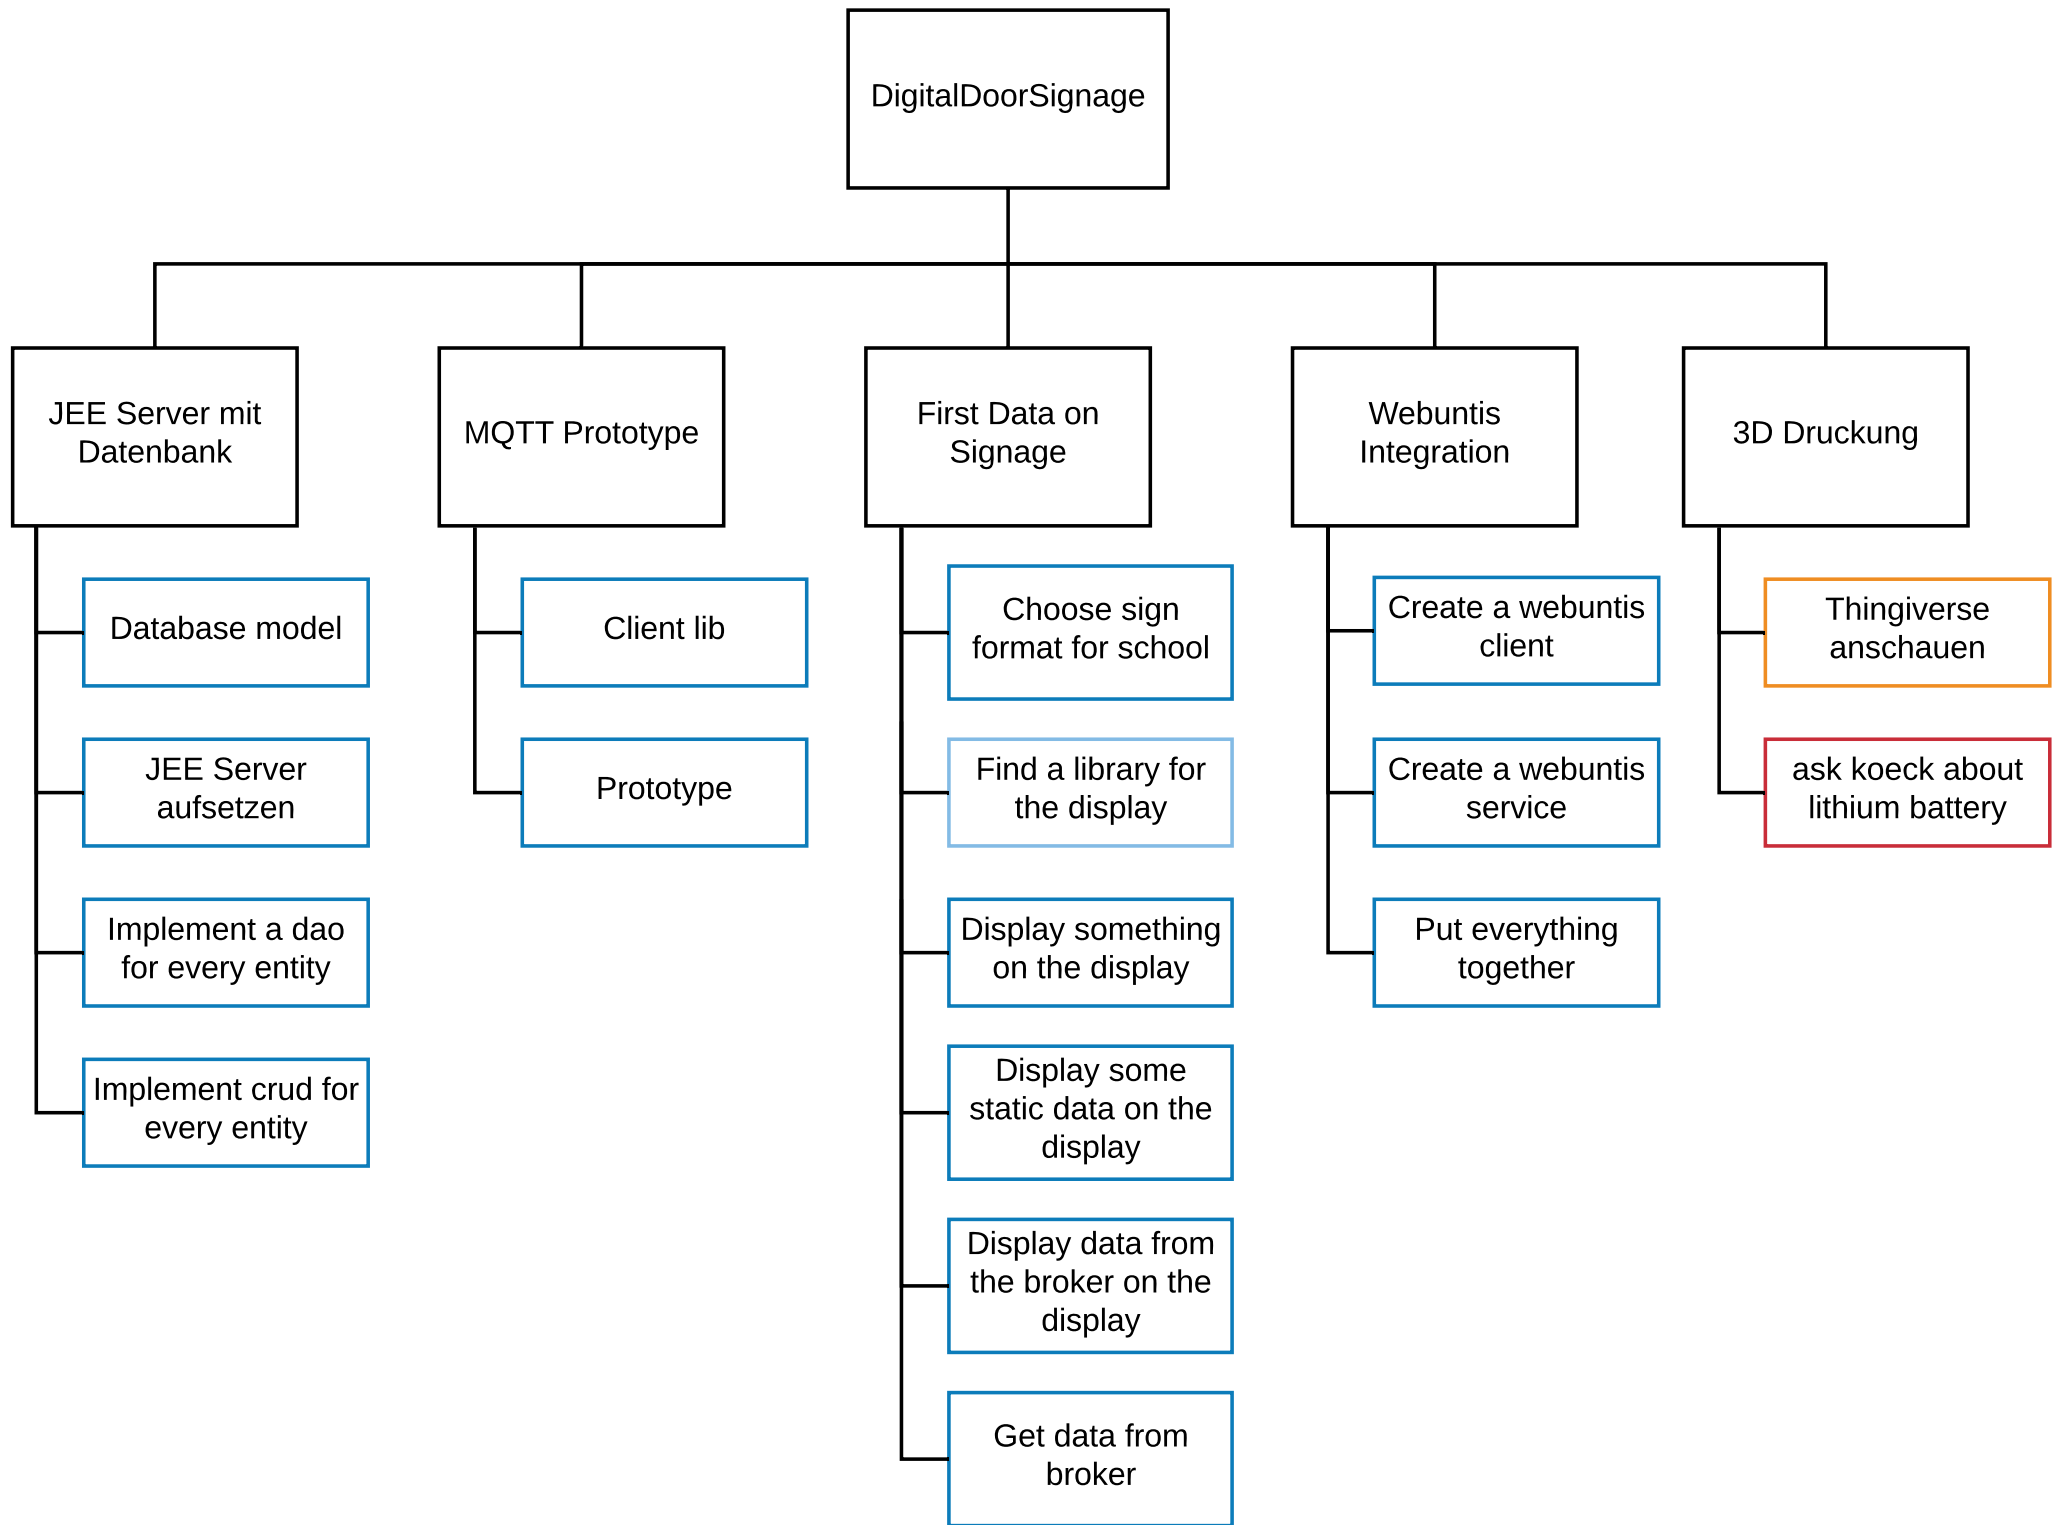 DigitalDoorSignage
JEE Server mit
Datenbank
MQTT Prototype
First Data on
Signage
Webuntis
Integration
3D Druckung
Database model
JEE Server
aufsetzen
Implement a dao
for every entity
Implement crud for
every entity
Client lib
Prototype
Choose sign
format for school
Find a library for
the display
Display something
on the display
Display some
static data on the
display
Display data from
the broker on the
display
Get data from
broker
Create a webuntis
client
Create a webuntis
service
Put everything
together
Thingiverse
anschauen
ask koeck about
lithium battery